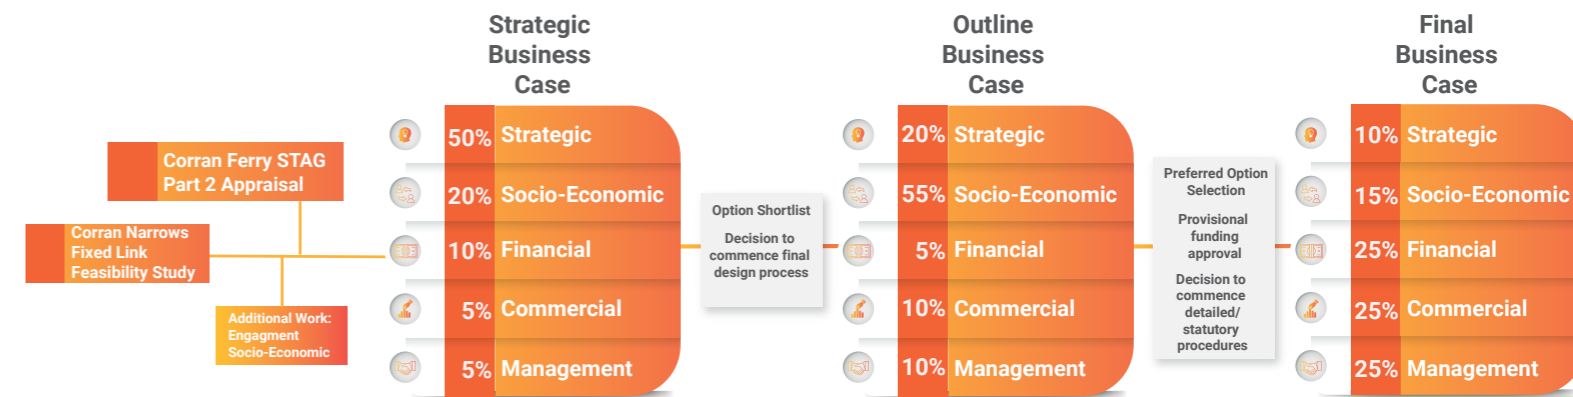 Corran Ferry STAG
Part 2 Appraisal
Corran Narrows
Fixed Link
Feasibility Study
Additional Work:
Engagment
Socio-Economic
Strategic
Business
Case
50% Strategic
20% Socio-Economic
10% Financial
5% Commercial
5% Management
Option Shortlist
Decision to
commence final
design process
Outline
Business
Case
20% Strategic
55% Socio-Economic
5% Financial
10% Commercial
10% Management
Preferred Option
Selection
Provisional
funding
approval
Decision to
commence
detailed/
statutory
procedures
Final
Business
Case
10% Strategic
15% Socio-Economic
25% Financial
25% Commercial
25% Management